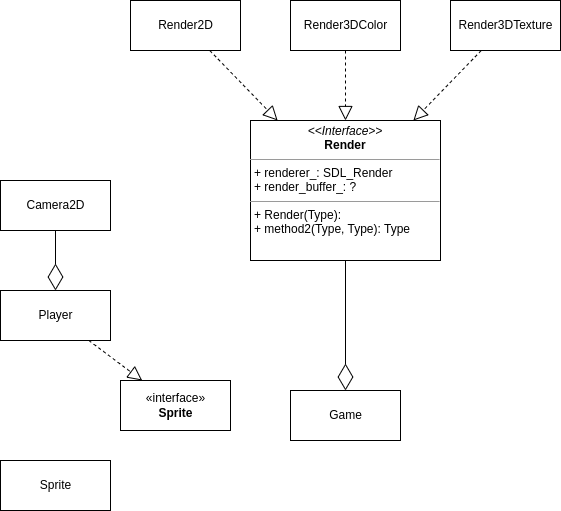 Render2D
Render3DColor
Render3DTexture
<<Interface>>
Render
+ renderer_: SDL_Render
+ render_buffer_: ?
+ Render(Type):
+ method2(Type, Type): Type
Camera2D
Player
«interface»
Sprite
Game
Sprite